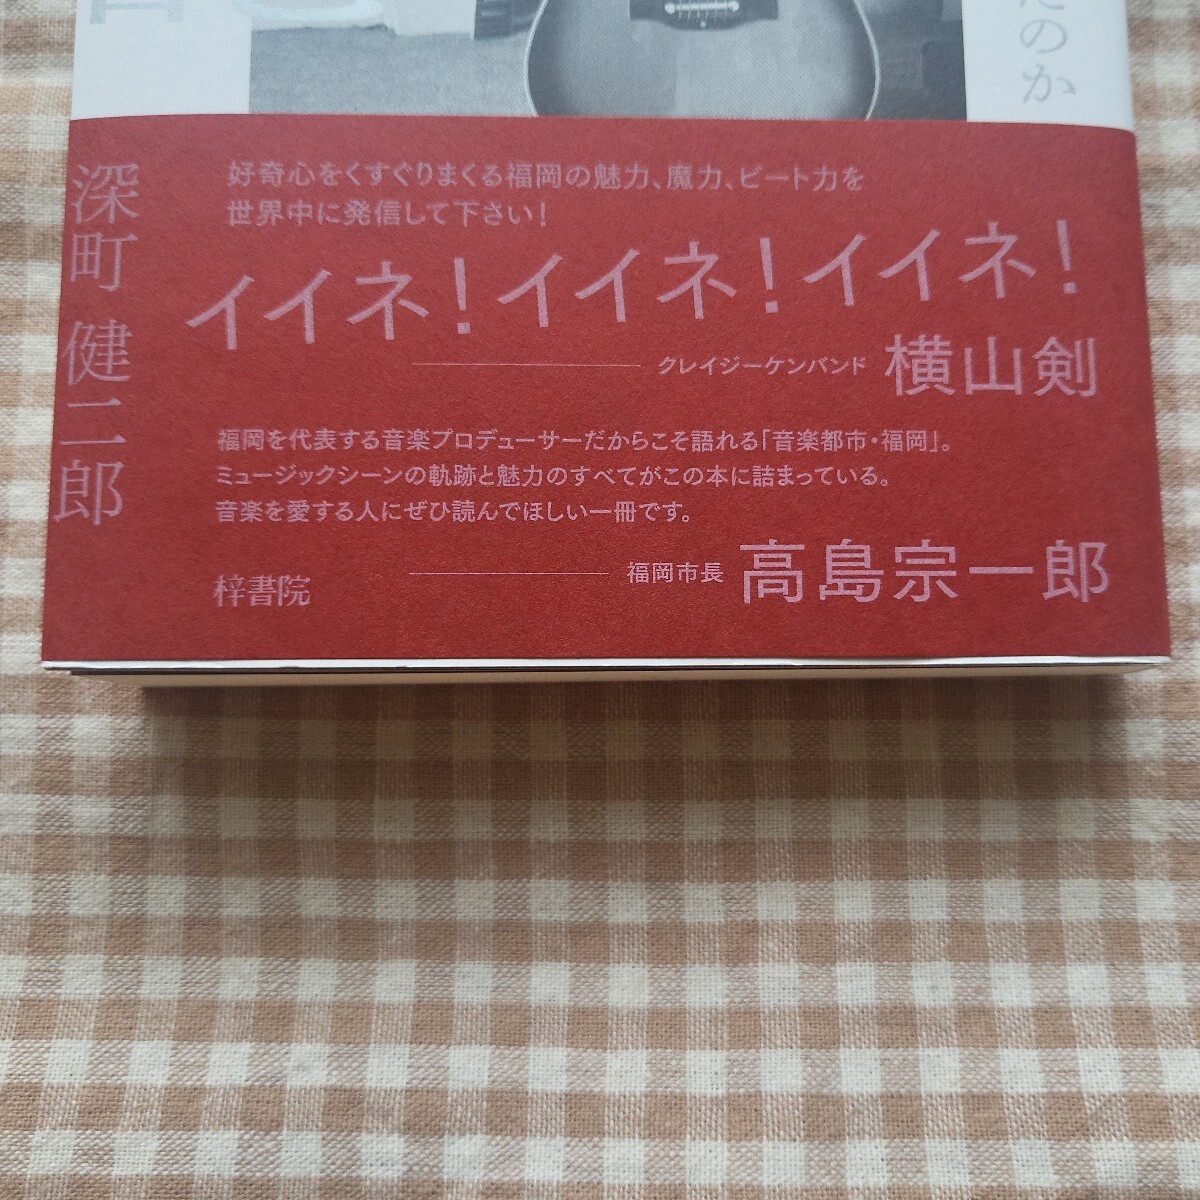 たのか
深町 健二郎
好奇心をくすぐりまくる福岡の魅力、魔力、ビート力を
世界中に発信して下さい！
イイネ！イイネ！イイネ！
クレイジーケンバンド 横山剣
福岡を代表する音楽プロデューサーだからこそ語れる「音楽都市・福岡」。
ミュージックシーンの軌跡と魅力のすべてがこの本に詰まっている。
音楽を愛する人にぜひ読んでほしい一冊です。
福岡市長 高島宗一郎
梓書院